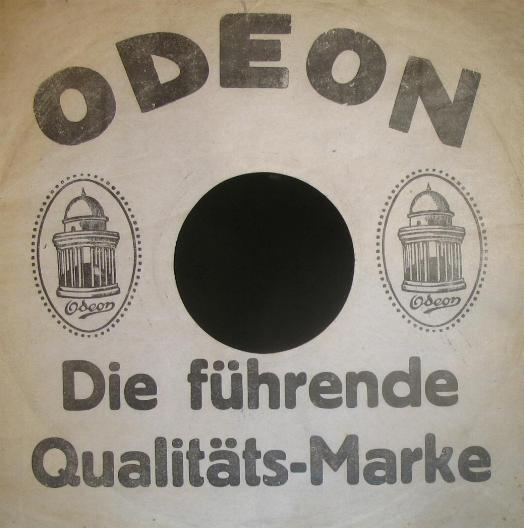 ODEON
Odeon
Odeon
Die führende
Qualitäts-Marke